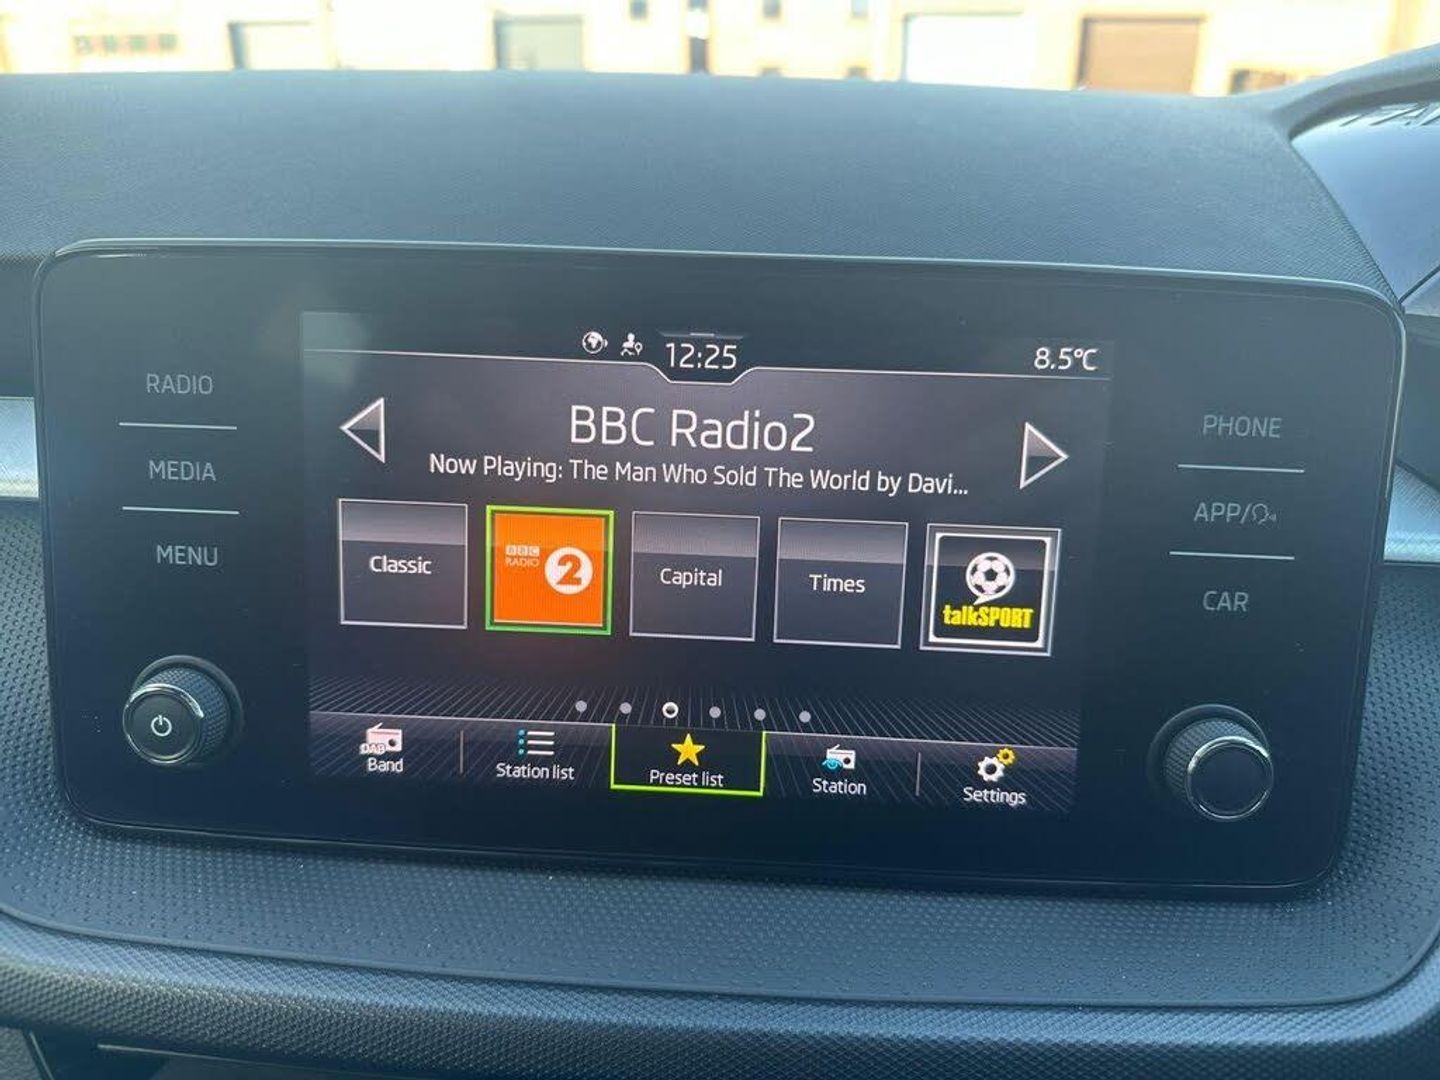 12:25
8.5°C
RADIO
MEDIA
MENU
BBC Radio2
Now Playing: The Man Who Sold The World by Davi...
Classic
BBC
RADIO
2
Capital
Times
talkSPORT
PHONE
APP/
CAR
DAB
Band
Station list
Preset list
Station
Settings